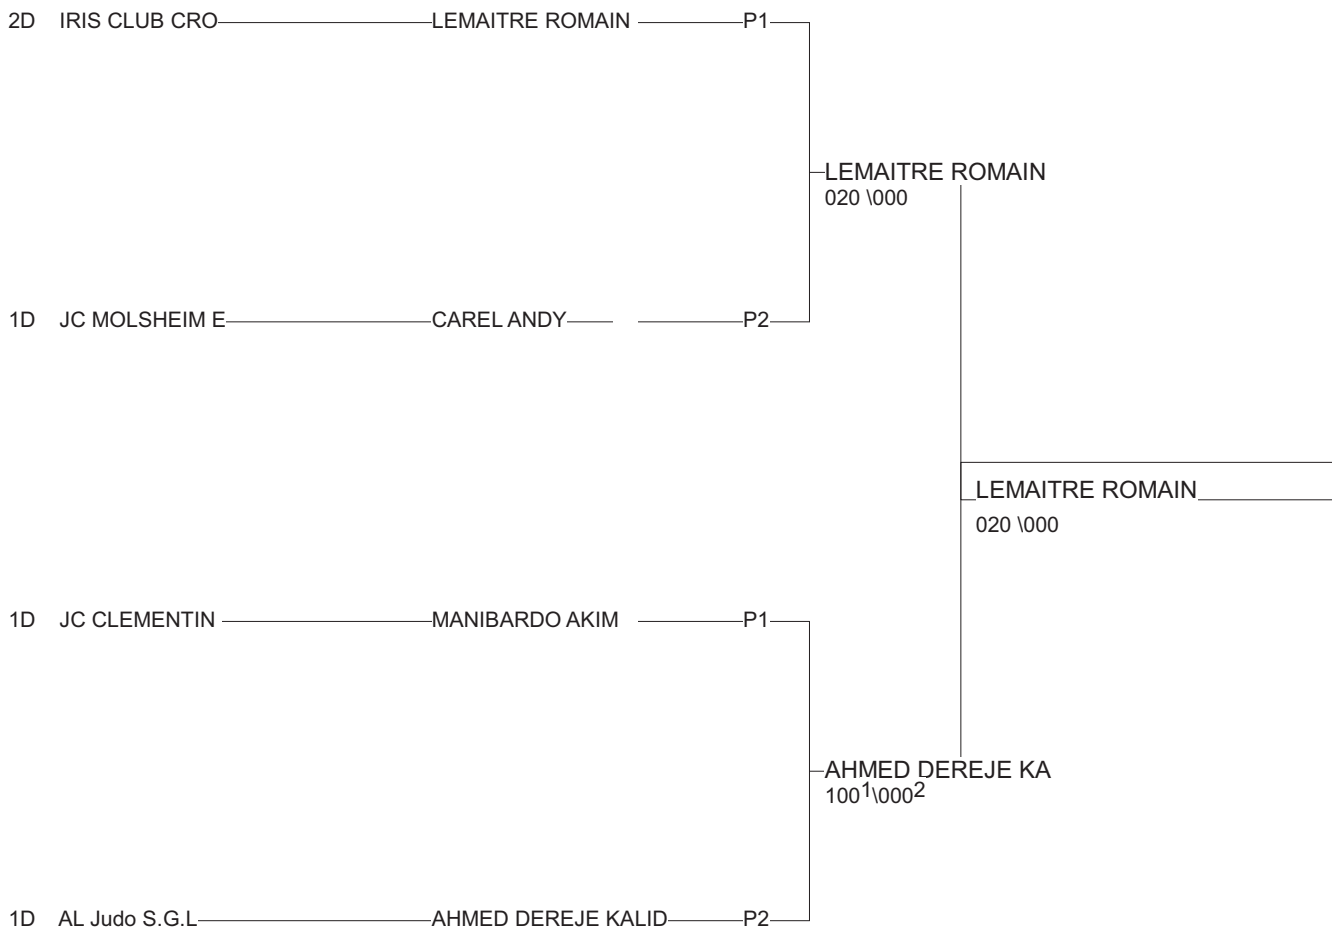 2D IRIS CLUB CRO LEMAITRE ROMAIN P1
LEMAITRE ROMAIN
020 \000
1D JC MOLSHEIM E CAREL ANDY P2
LEMAITRE ROMAIN
020 \000
1D JC CLEMENTIN MANIBARDO AKIM P1
AHMED DEREJE KA
100¹\000²
1D AL Judo S.G.L AHMED DEREJE KALID P2